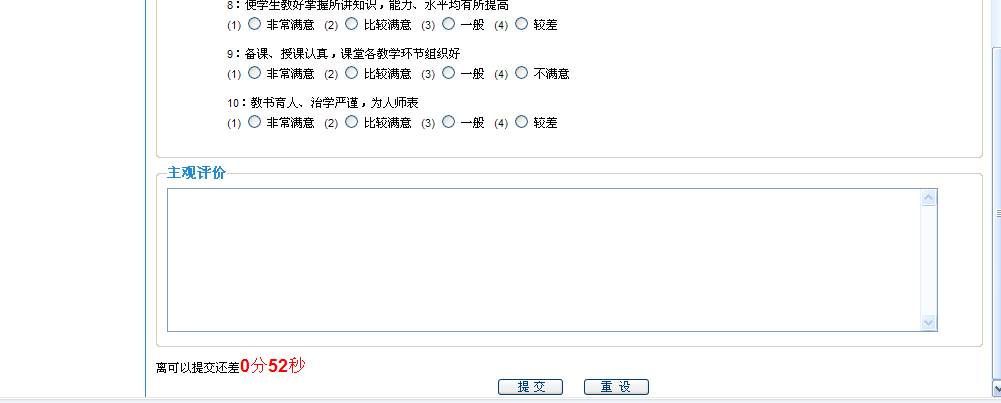 8：使学生教好掌握所讲知识，能力、水平均有所提高
(1) 非常满意 (2) 比较满意 (3) 一般 (4) 较差
9：备课、授课认真，课堂各教学环节组织好
(1) 非常满意 (2) 比较满意 (3) 一般 (4) 不满意
10：教书育人、治学严谨，为人师表
(1) 非常满意 (2) 比较满意 (3) 一般 (4) 较差
主观评价
离可以提交还差0分52秒
提 交 重 设